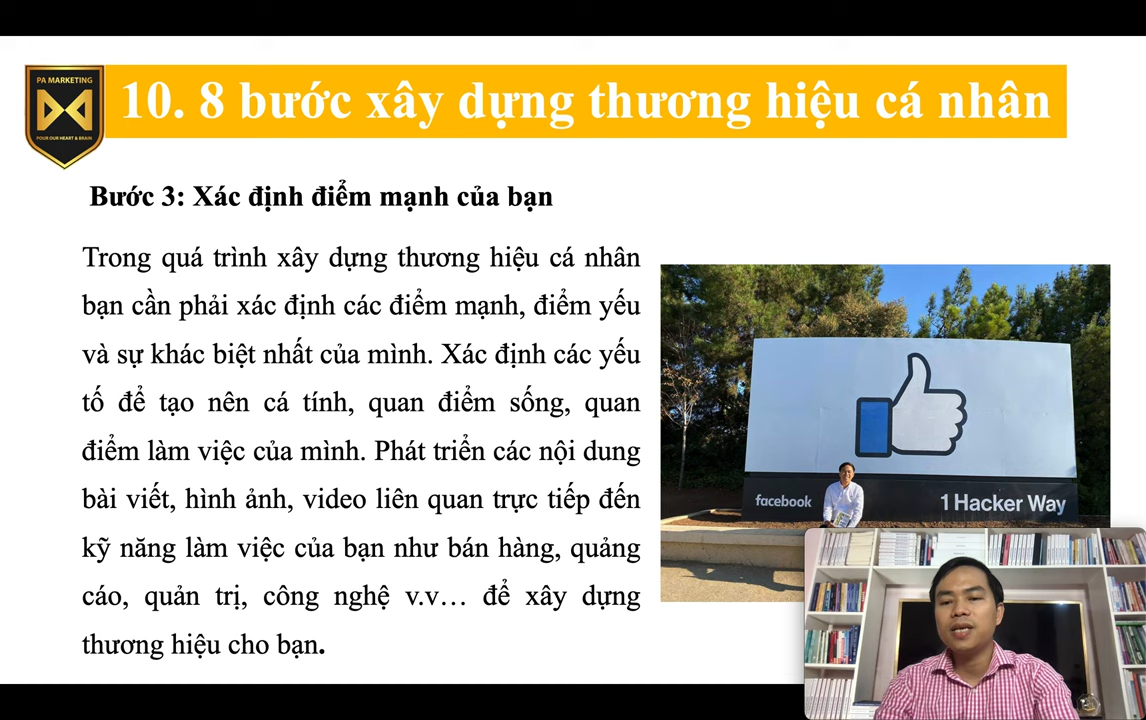 PA MARKETING
POUR OUR HEART & BRAIN
10. 8 bước xây dựng thương hiệu cá nhân
Bước 3: Xác định điểm mạnh của bạn
Trong quá trình xây dựng thương hiệu cá nhân
bạn cần phải xác định các điểm mạnh, điểm yếu
và sự khác biệt nhất của mình. Xác định các yếu
tố để tạo nên cá tính, quan điểm sống, quan
điểm làm việc của mình. Phát triển các nội dung
bài viết, hình ảnh, video liên quan trực tiếp đến
kỹ năng làm việc của bạn như bán hàng, quảng
cáo, quản trị, công nghệ v.v… để xây dựng
thương hiệu cho bạn.
facebook
1 Hacker Way